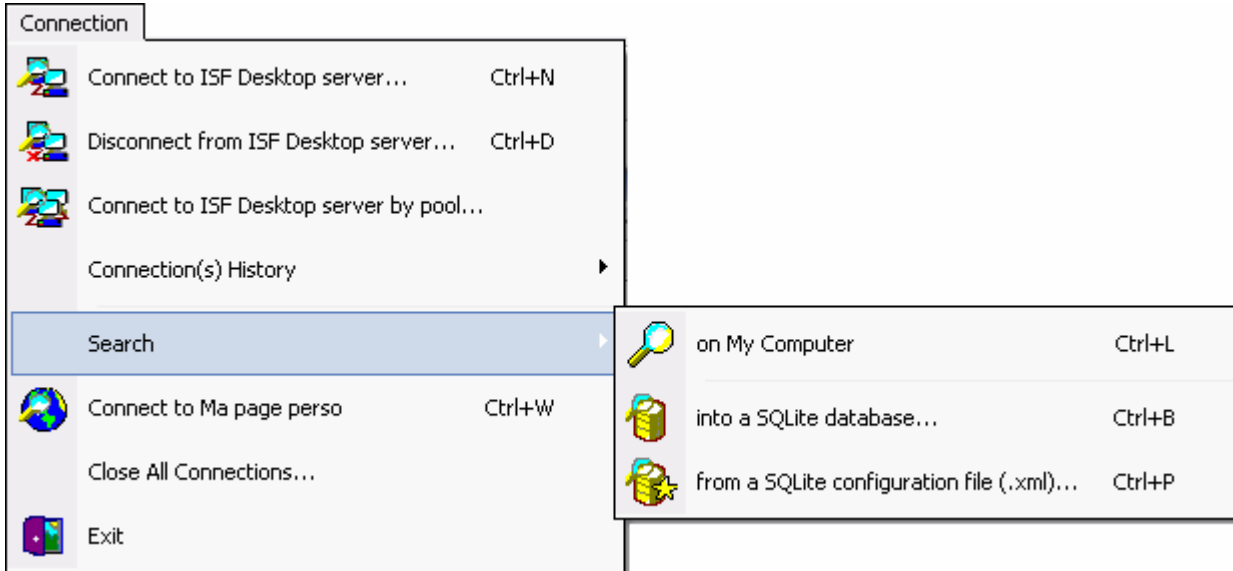 Connection
Connect to ISF Desktop server... Ctrl+N
Disconnect from ISF Desktop server... Ctrl+D
Connect to ISF Desktop server by pool...
Connection(s) History
Search
on My Computer Ctrl+L
Connect to Ma page perso Ctrl+W
into a SQLite database... Ctrl+B
Close All Connections...
from a SQLite configuration file (.xml)... Ctrl+P
Exit